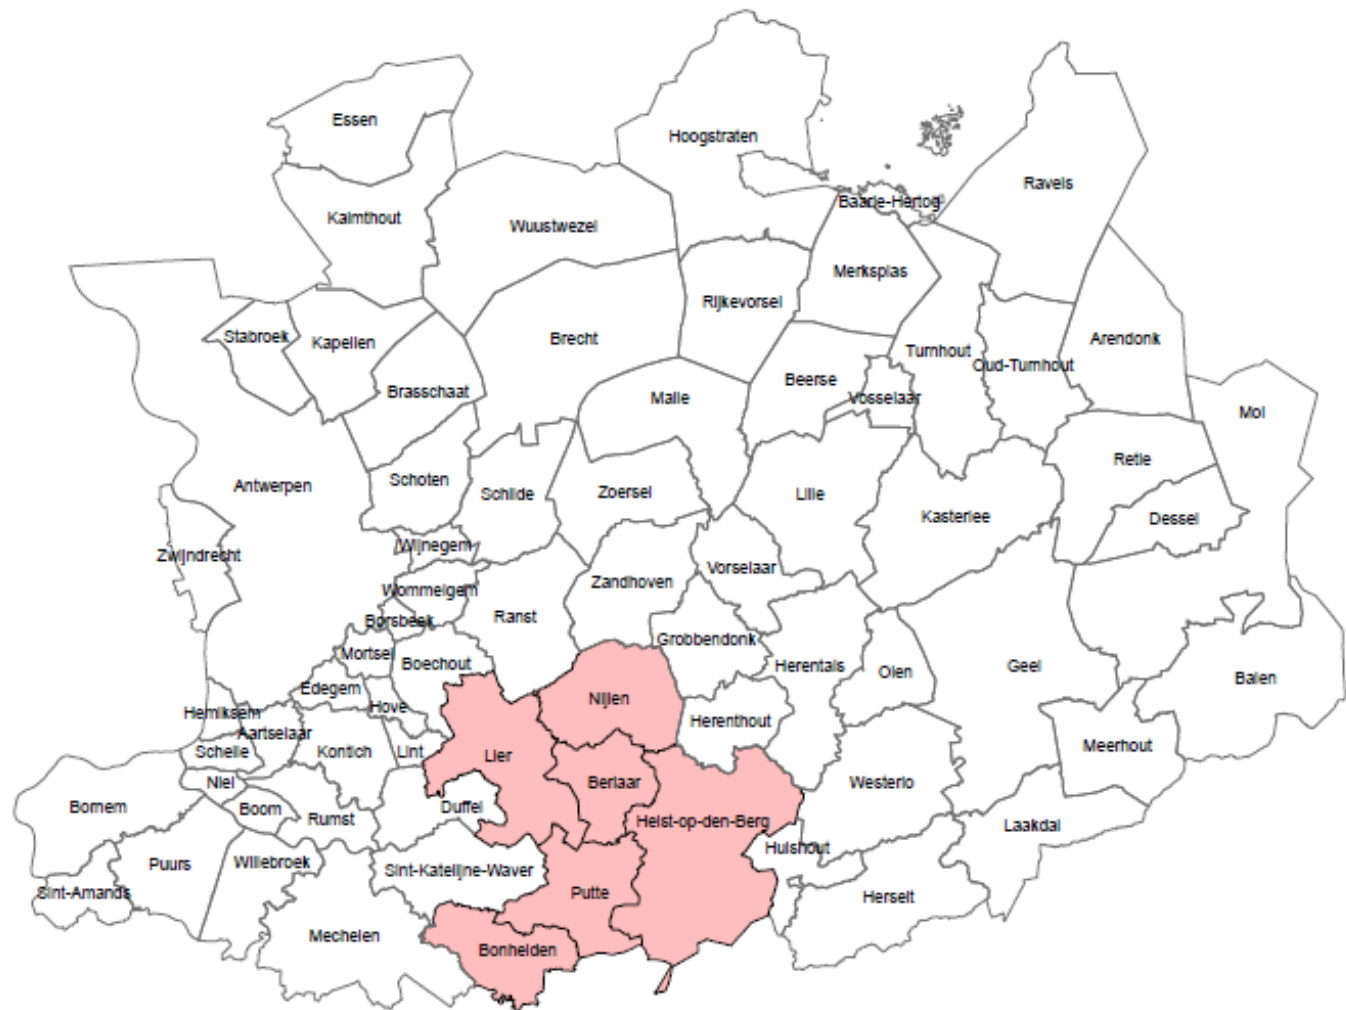 Essen
Hoogstraten
Ravels
Baarle-Hertog
Kalmthout
Wuustwezel
Merksplas
Rijkevorsel
Stabroek
Kapellen
Brecht
Turnhout
Arendonk
Oud-Turnhout
Beerse
Brasschaat
Malle
Vosselaar
Mol
Retie
Schoten
Antwerpen
Schilde
Zoersel
Lille
Kasterlee
Dessel
Wijnegem
Zwijndrecht
Vorselaar
Zandhoven
Wommelgem
Ranst
Borsbeek
Grobbendonk
Mortsel
Boechout
Herentals
Olen
Geel
Balen
Edegem
Nijlen
Hove
Hemiksem
Herenthout
Aartselaar
Schelle
Kontich
Lint
Lier
Meerhout
Niel
Berlaar
Westerlo
Bornem
Boom
Duffel
Rumst
Helst-op-den-Berg
Laakdal
Hulshout
Puurs
Willebroek
Sint-Katelijne-Waver
Sint-Amands
Putte
Herselt
Mechelen
Bonheiden